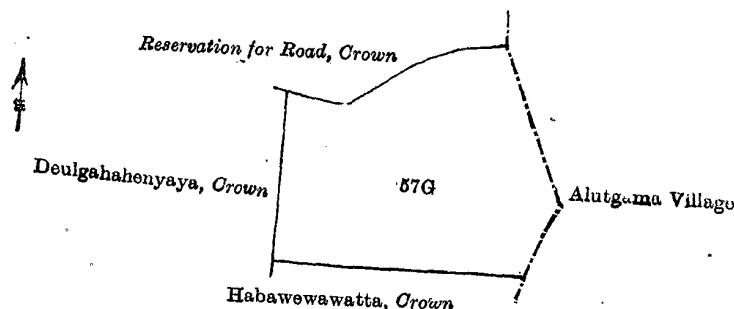 Reservation for Road, Crown
Deulgahahenyaya, Crown
57G
Alutgama Village
Habawewawatta, Crown